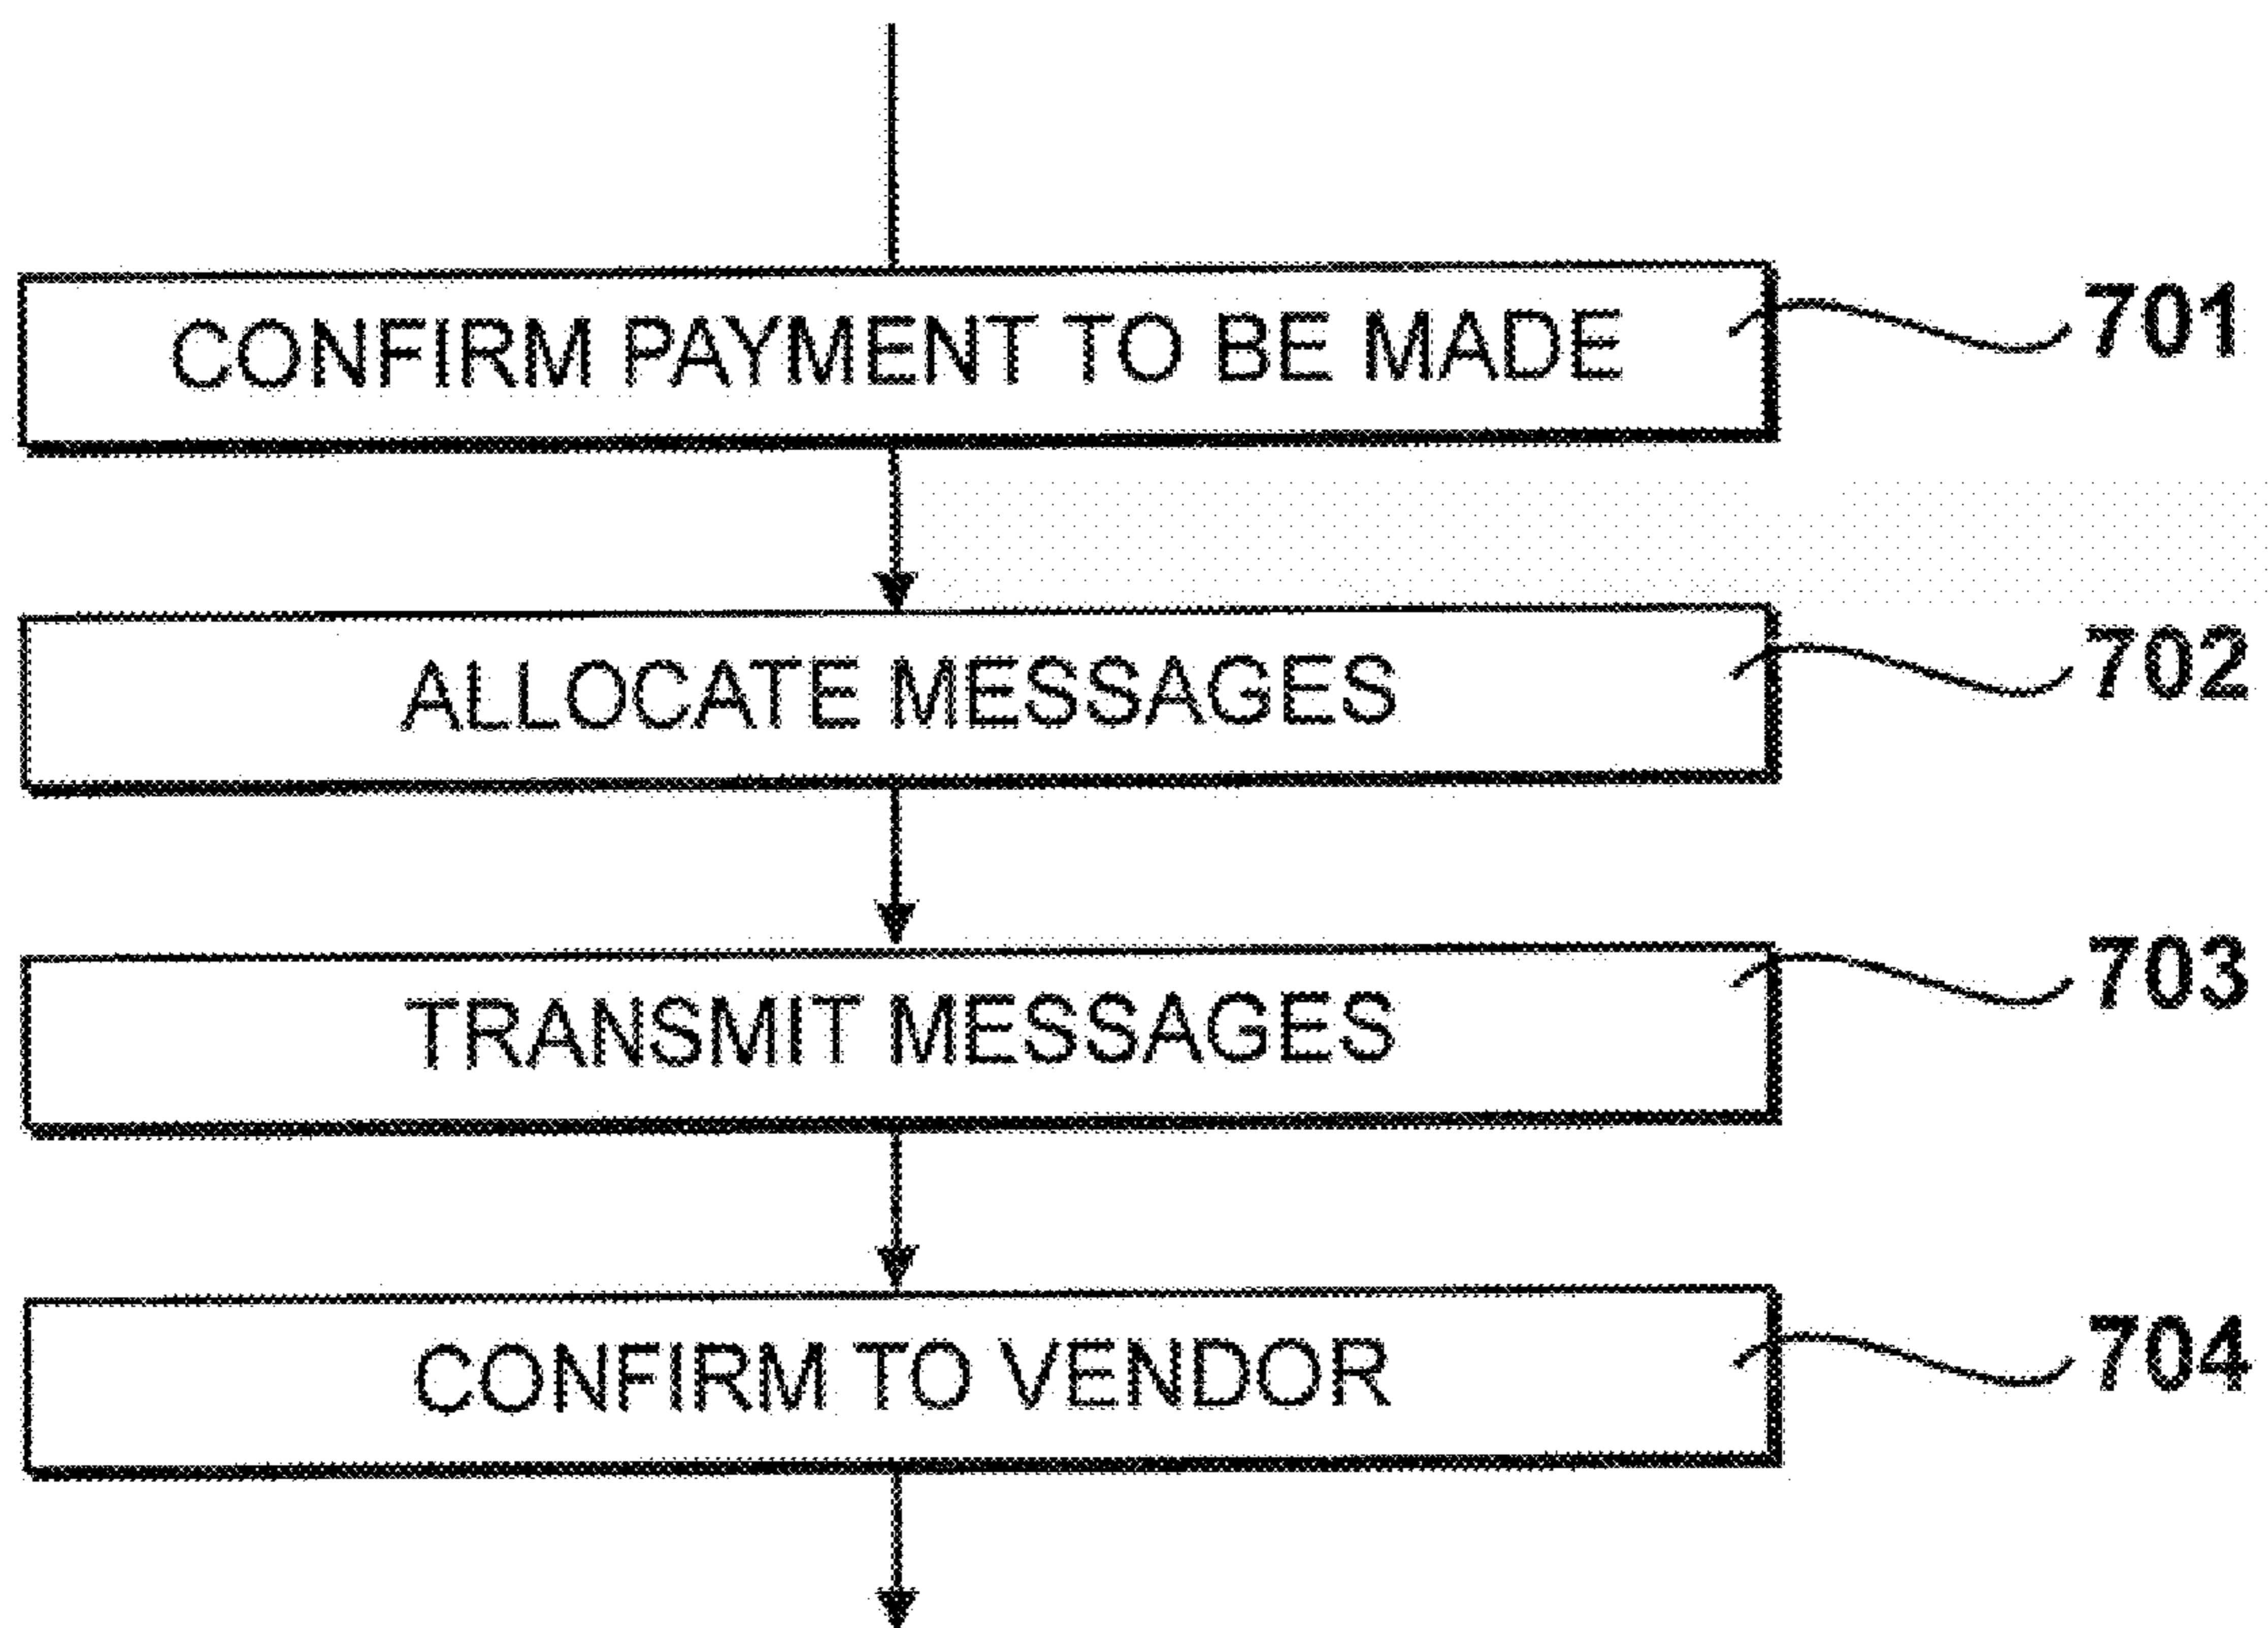 CONFIRM PAYMENT TO BE MADE 701
ALLOCATE MESSAGES 702
TRANSMIT MESSAGES 703
CONFIRM TO VENDOR 704